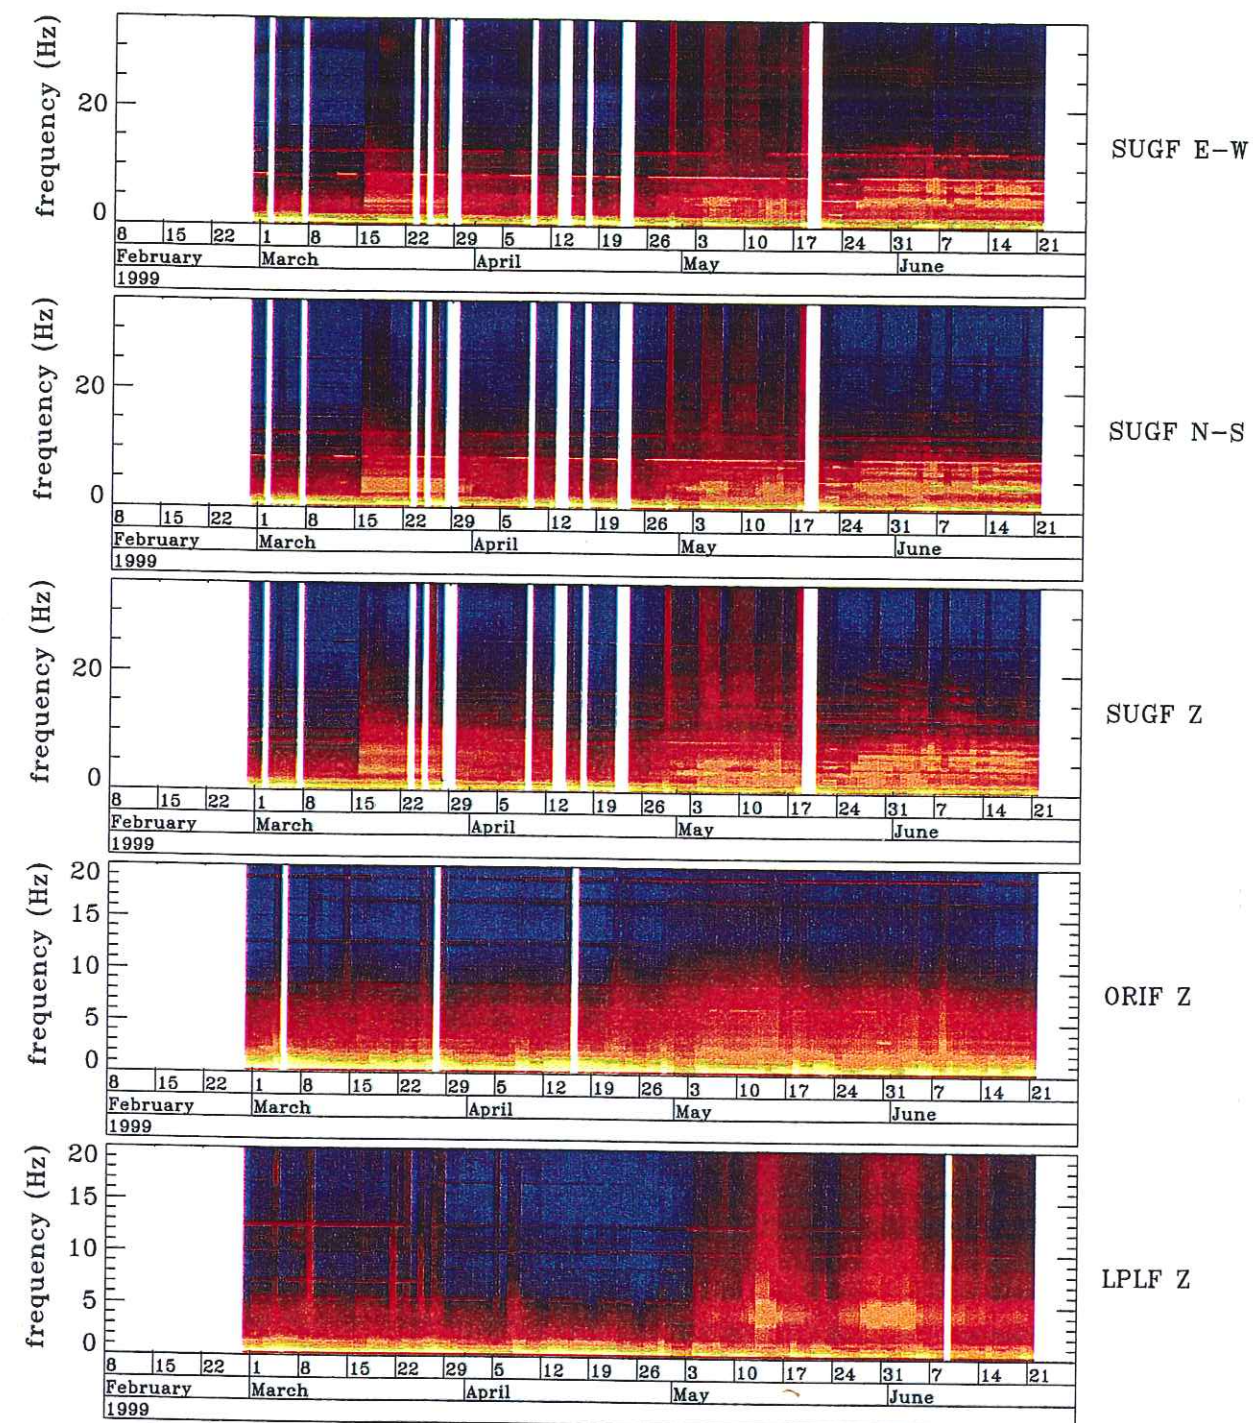 frequency (Hz)
20
0
SUGF E-W
8 15 22 1 8 15 22 29 5 12 19 26 3 10 17 24 31 7 14 21
February March April May June
1999
frequency (Hz)
20
0
SUGF N-S
8 15 22 1 8 15 22 29 5 12 19 26 3 10 17 24 31 7 14 21
February March April May June
1999
frequency (Hz)
20
0
SUGF Z
8 15 22 1 8 15 22 29 5 12 19 26 3 10 17 24 31 7 14 21
February March April May June
1999
frequency (Hz)
20
15
10
5
0
ORIF Z
8 15 22 1 8 15 22 29 5 12 19 26 3 10 17 24 31 7 14 21
February March April May June
1999
frequency (Hz)
20
15
10
5
0
LPLF Z
8 15 22 1 8 15 22 29 5 12 19 26 3 10 17 24 31 7 14 21
February March April May June
1999